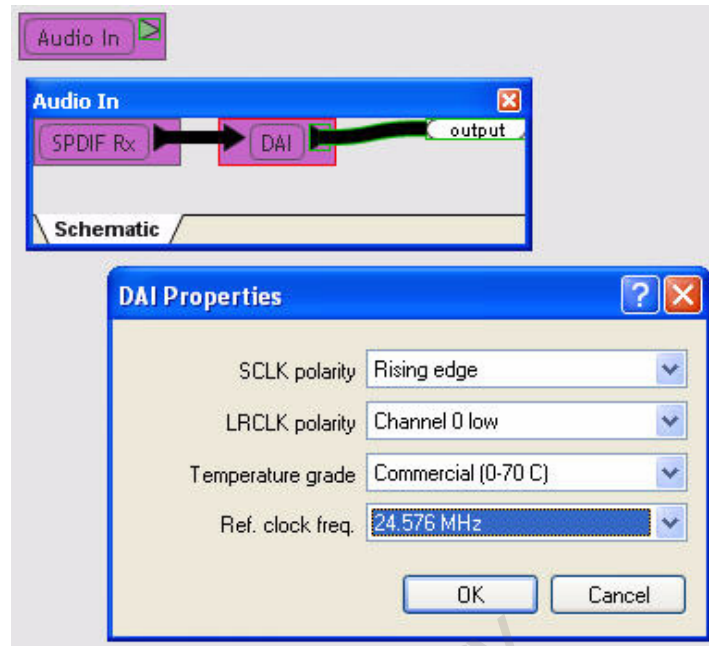 Audio In
Audio In
SPDIF Rx
DAI
output
Schematic
DAI Properties
SCLK polarity Rising edge
LRCLK polarity Channel 0 low
Temperature grade Commercial (0-70 C)
Ref. clock freq. 24.576 MHz
OK Cancel